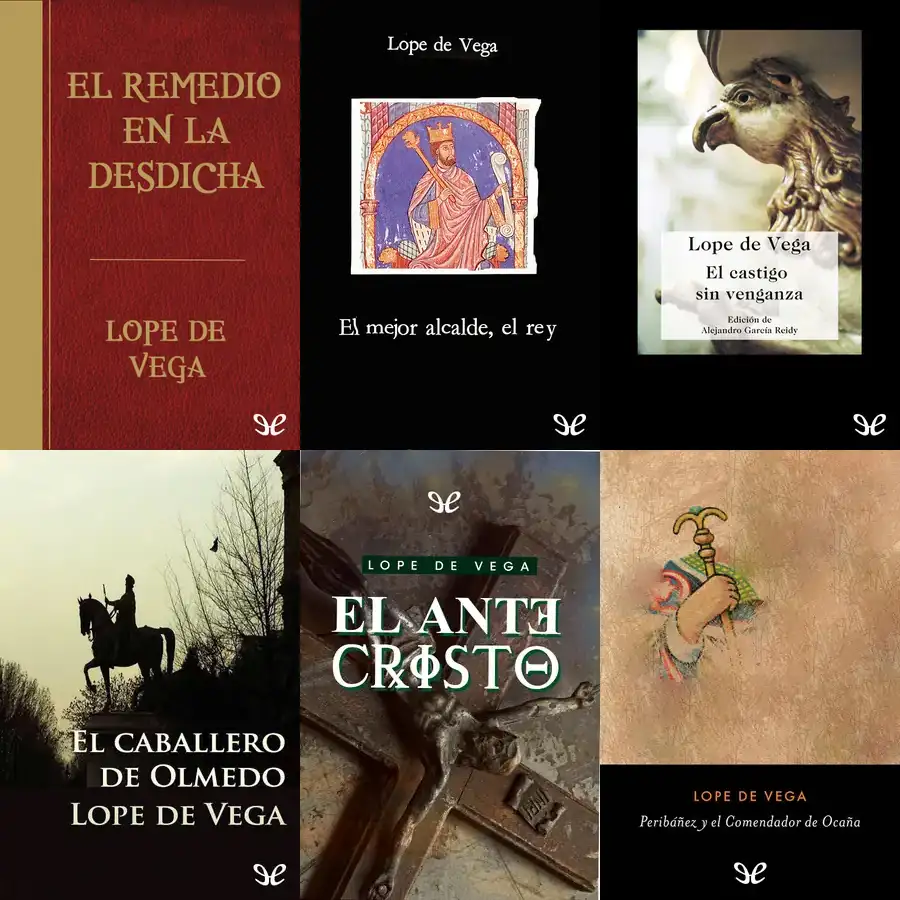 EL REMEDIO
EN LA
DESDICHA
LOPE DE
VEGA
Lope de Vega
El mejor alcalde, el rey
Lope de Vega
El castigo
sin venganza
Edición de
Alejandro García Reidy
EL CABALLERO
DE OLMEDO
LOPE DE VEGA
LOPE DE VEGA
EL ANTE
CRISTO
INRI
LOPE DE VEGA
Peribáñez y el Comendador de Ocaña